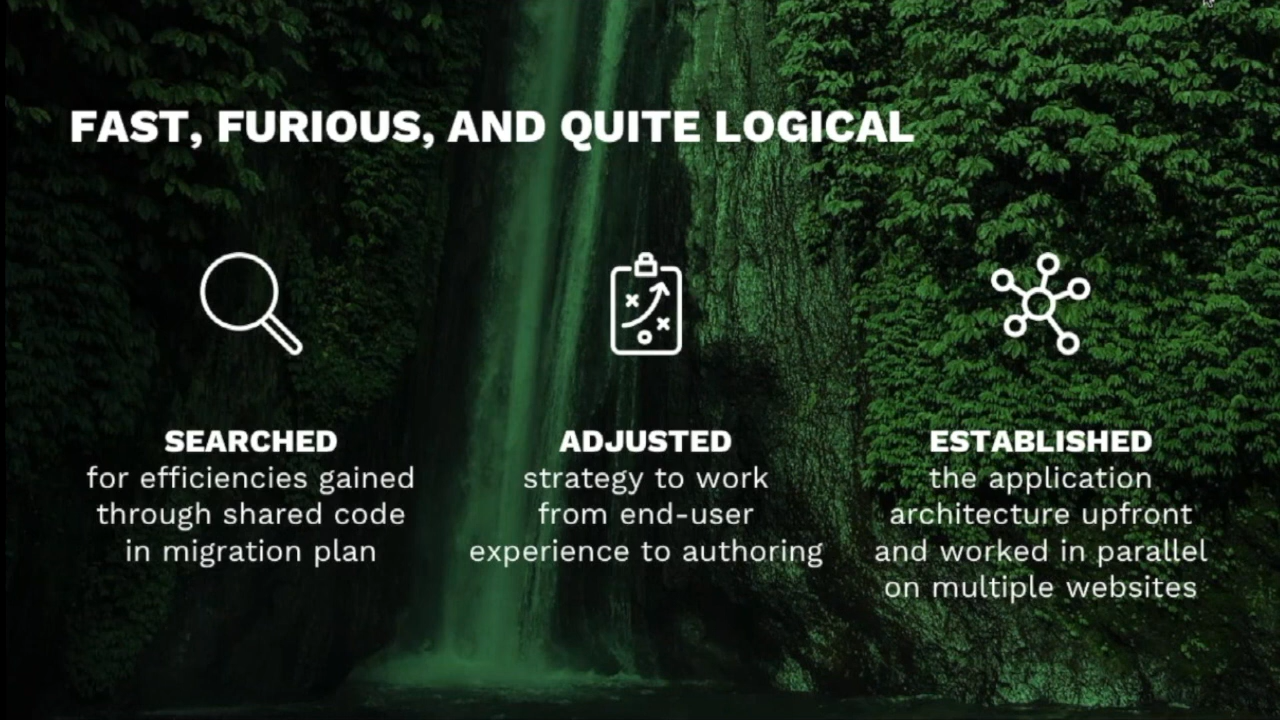 FAST, FURIOUS, AND QUITE LOGICAL
SEARCHED
for efficiencies gained
through shared code
in migration plan
ADJUSTED
strategy to work
from end-user
experience to authoring
ESTABLISHED
the application
architecture upfront
and worked in parallel
on multiple websites